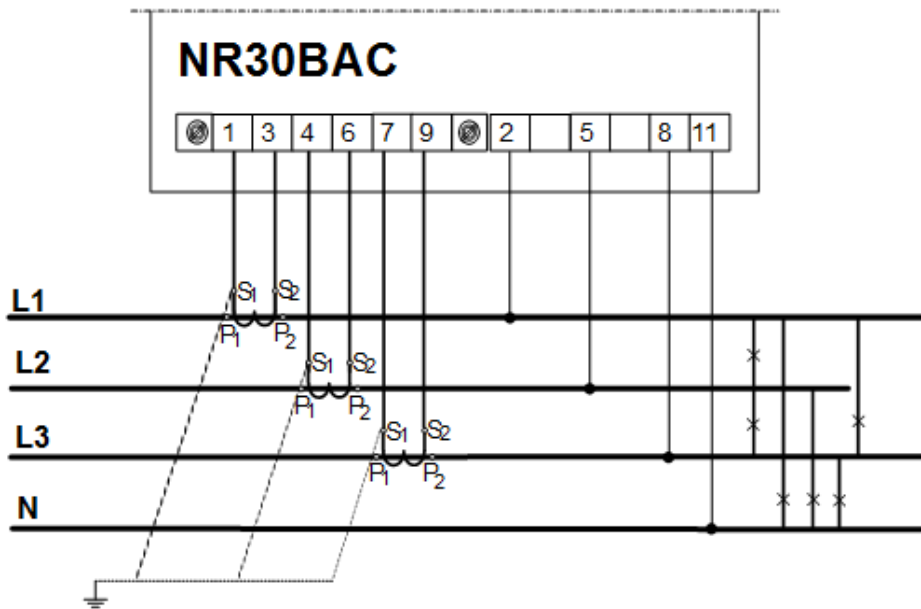 NR30BAC
1 3 4 6 7 9 2 5 8 11
S1 S2
L1
P1 P2
S1 S2
L2
P1 P2
S1 S2
L3
P1 P2
N